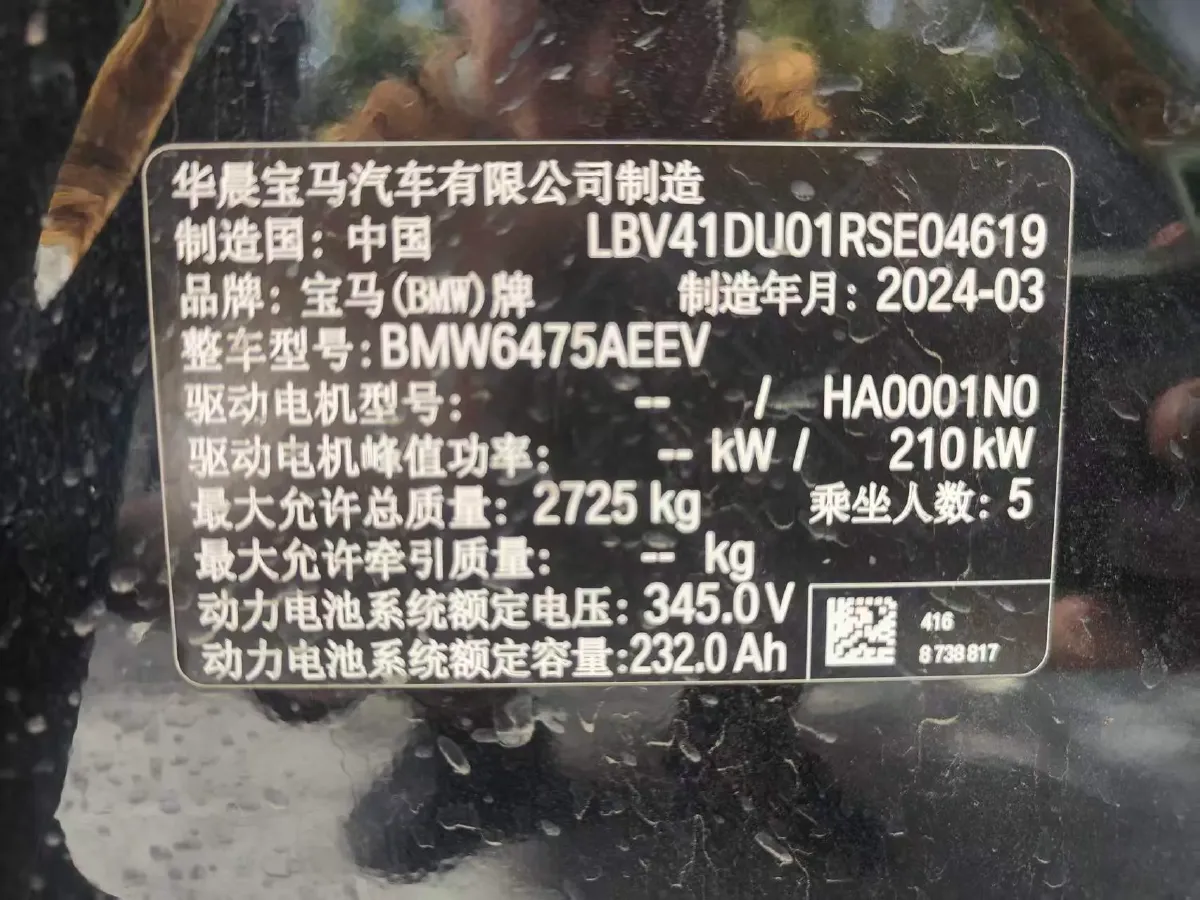 华晨宝马汽车有限公司制造
制造国：中国 LBV41DU01RSE04619
品牌：宝马(BMW)牌 制造年月：2024-03
整车型号:BMW6475AEEV
驱动电机型号： -- / HA0001N0
驱动电机峰值功率： -- kW / 210 kW
最大允许总质量： 2725 kg 乘坐人数：5
最大允许牵引质量： -- kg
动力电池系统额定电压：345.0 V
动力电池系统额定容量:232.0 Ah
416
8 738 817